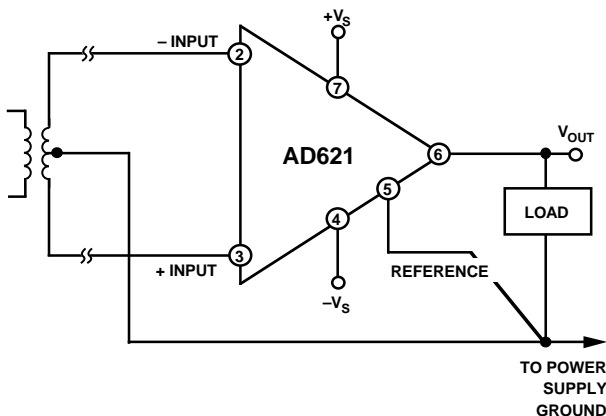 +VS
– INPUT
2
7
AD621
6
VOUT
5
LOAD
4
3
+ INPUT
REFERENCE
–VS
TO POWER
SUPPLY
GROUND